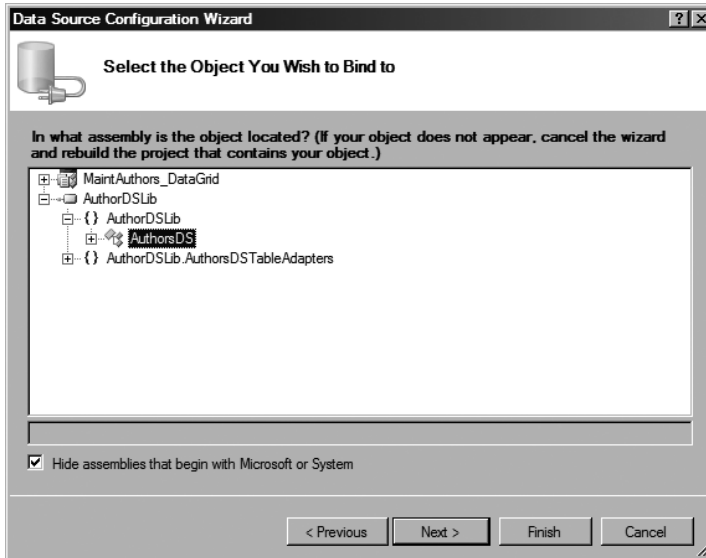 Data Source Configuration Wizard
Select the Object You Wish to Bind to
In what assembly is the object located? (If your object does not appear, cancel the wizard
and rebuild the project that contains your object.)
MaintAuthors_DataGrid
AuthorDSLib
{} AuthorDSLib
AuthorsDS
{} AuthorDSLib.AuthorsDSTableAdapters
Hide assemblies that begin with Microsoft or System
< Previous Next > Finish Cancel